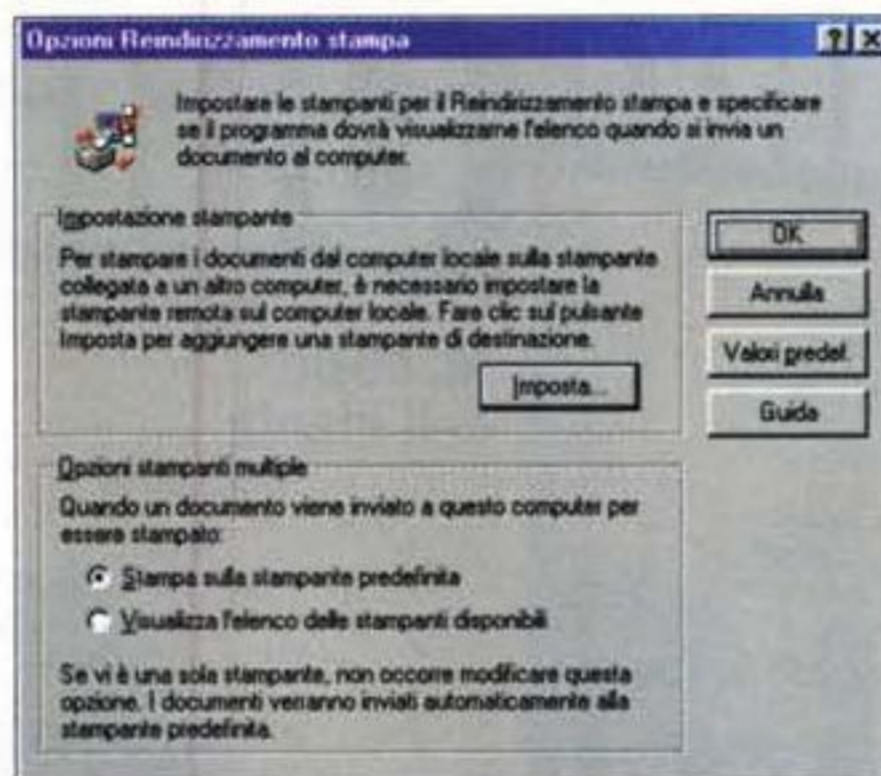 Opzioni Reindirizzamento stampa
Impostare le stampanti per il Reindirizzamento stampa e specificare
se il programma dovrà visualizzarne l'elenco quando si invia un
documento al computer.
Impostazione stampante
Per stampare i documenti dal computer locale sulla stampante
collegata a un altro computer, è necessario impostare la
stampante remota sul computer locale. Fare clic sul pulsante
Imposta per aggiungere una stampante di destinazione.
Imposta...
OK
Annulla
Valori predef.
Guida
Opzioni stampanti multiple
Quando un documento viene inviato a questo computer per
essere stampato:
Stampa sulla stampante predefinita
Visualizza l'elenco delle stampanti disponibili
Se vi è una sola stampante, non occorre modificare questa
opzione. I documenti verranno inviati automaticamente alla
stampante predefinita.